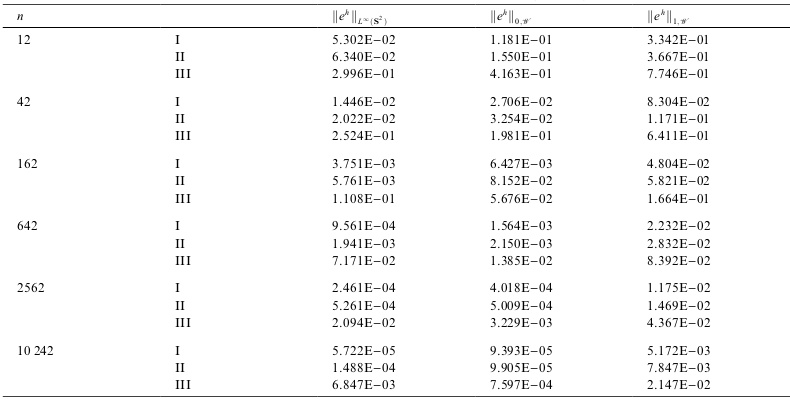 n ‖eʰ‖L∞(S²) ‖eʰ‖0,𝒲 ‖eʰ‖1,𝒲
12 I 5.302E−02 1.181E−01 3.342E−01
II 6.340E−02 1.550E−01 3.667E−01
III 2.996E−01 4.163E−01 7.746E−01
42 I 1.446E−02 2.706E−02 8.304E−02
II 2.022E−02 3.254E−02 1.171E−01
III 2.524E−01 1.981E−01 6.411E−01
162 I 3.751E−03 6.427E−03 4.804E−02
II 5.761E−03 8.152E−02 5.821E−02
III 1.108E−01 5.676E−02 1.664E−01
642 I 9.561E−04 1.564E−03 2.232E−02
II 1.941E−03 2.150E−03 2.832E−02
III 7.171E−02 1.385E−02 8.392E−02
2562 I 2.461E−04 4.018E−04 1.175E−02
II 5.261E−04 5.009E−04 1.469E−02
III 2.094E−02 3.229E−03 4.367E−02
10 242 I 5.722E−05 9.393E−05 5.172E−03
II 1.488E−04 9.905E−05 7.847E−03
III 6.847E−03 7.597E−04 2.147E−02